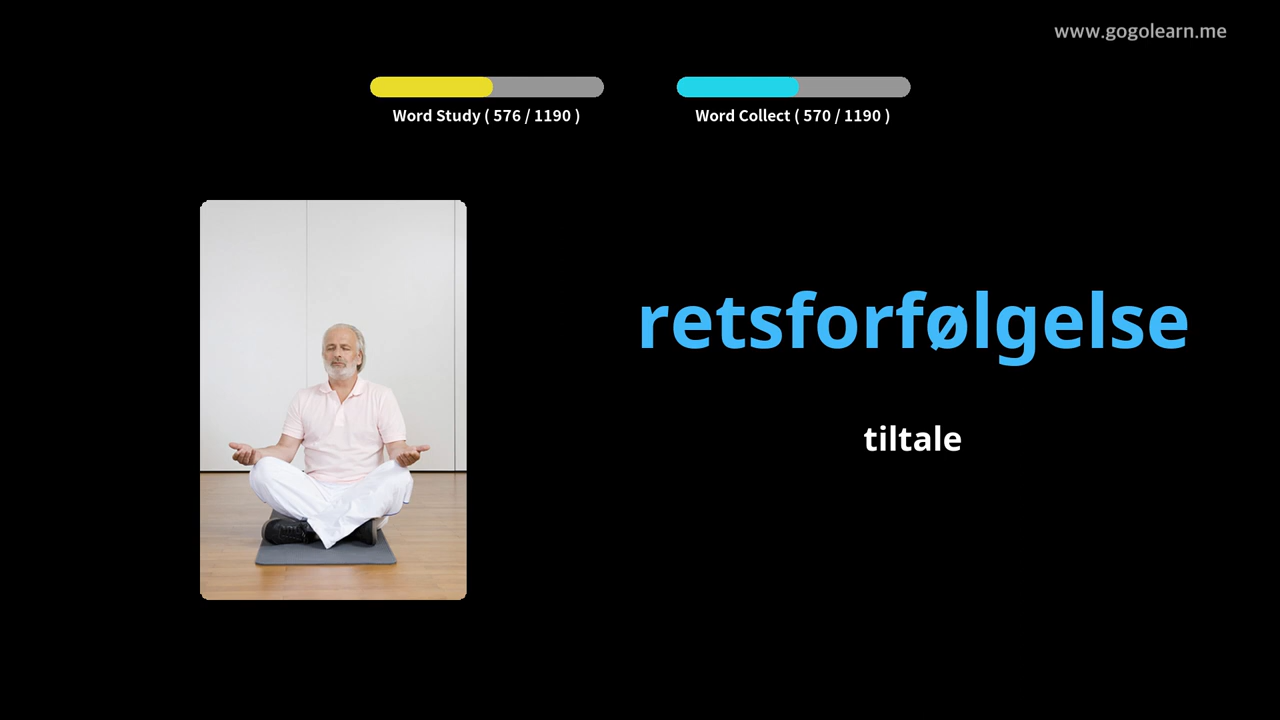 www.gogolearn.me
Word Study ( 576 / 1190 )
Word Collect ( 570 / 1190 )
retsforfølgelse
tiltale